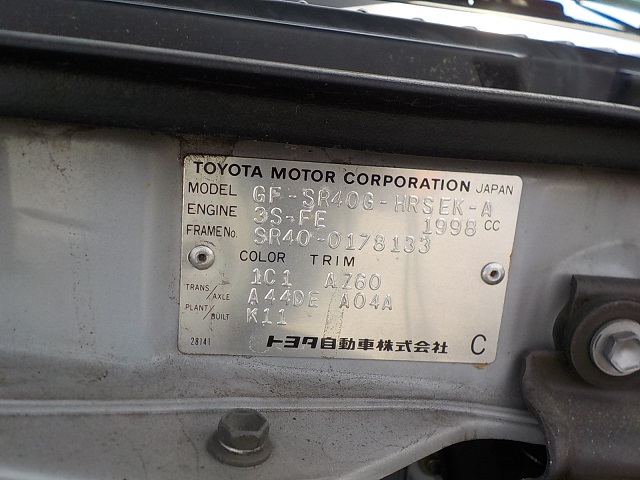 TOYOTA MOTOR CORPORATION JAPAN
MODEL GF-SR40G-HRSEK-A
ENGINE 3S-FE 1998 CC
FRAME No. SR40-0178133
COLOR TRIM
1C1 AZ60
TRANS/AXLE A44DE A04A
PLANT/BUILT K11
28141 トヨタ自動車株式会社 C